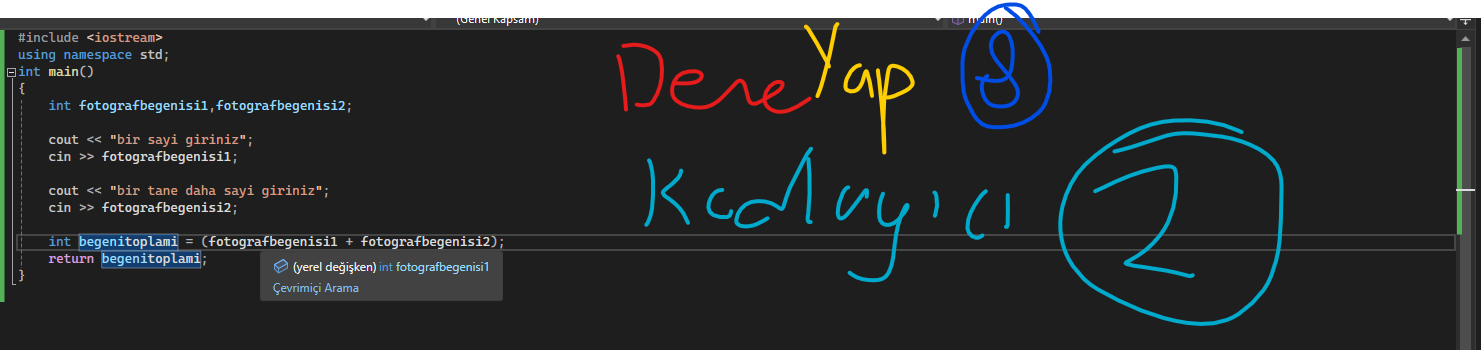 (Genel Kapsam) main()
#include <iostream>
using namespace std;
int main()
{
int fotografbegenisi1,fotografbegenisi2;
cout << "bir sayi giriniz";
cin >> fotografbegenisi1;
cout << "bir tane daha sayi giriniz";
cin >> fotografbegenisi2;
int begenitoplami = (fotografbegenisi1 + fotografbegenisi2);
return begenitoplami;
(yerel değişken) int fotografbegenisi1
}
Çevrimiçi Arama
DeneYap 8
Kodlayıcı
2